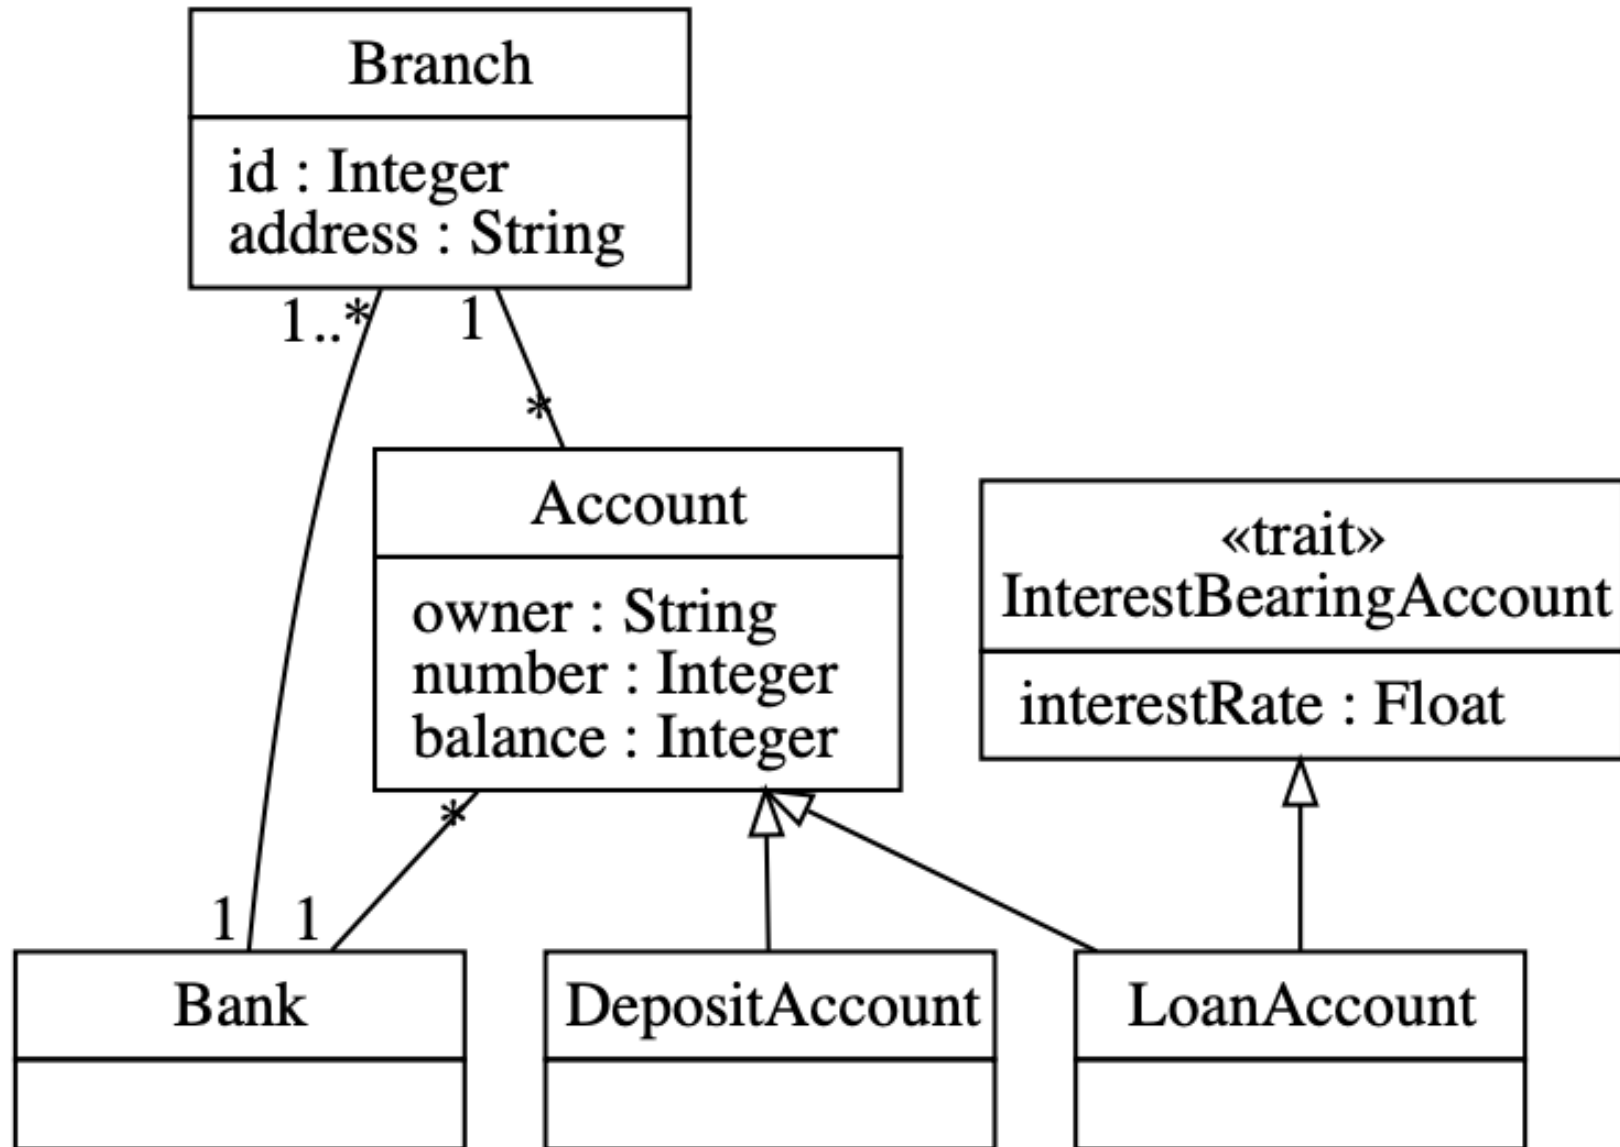 Branch
id : Integer
address : String
1..*
1
*
Account
owner : String
number : Integer
balance : Integer
«trait»
InterestBearingAccount
interestRate : Float
*
1
1
Bank
DepositAccount
LoanAccount